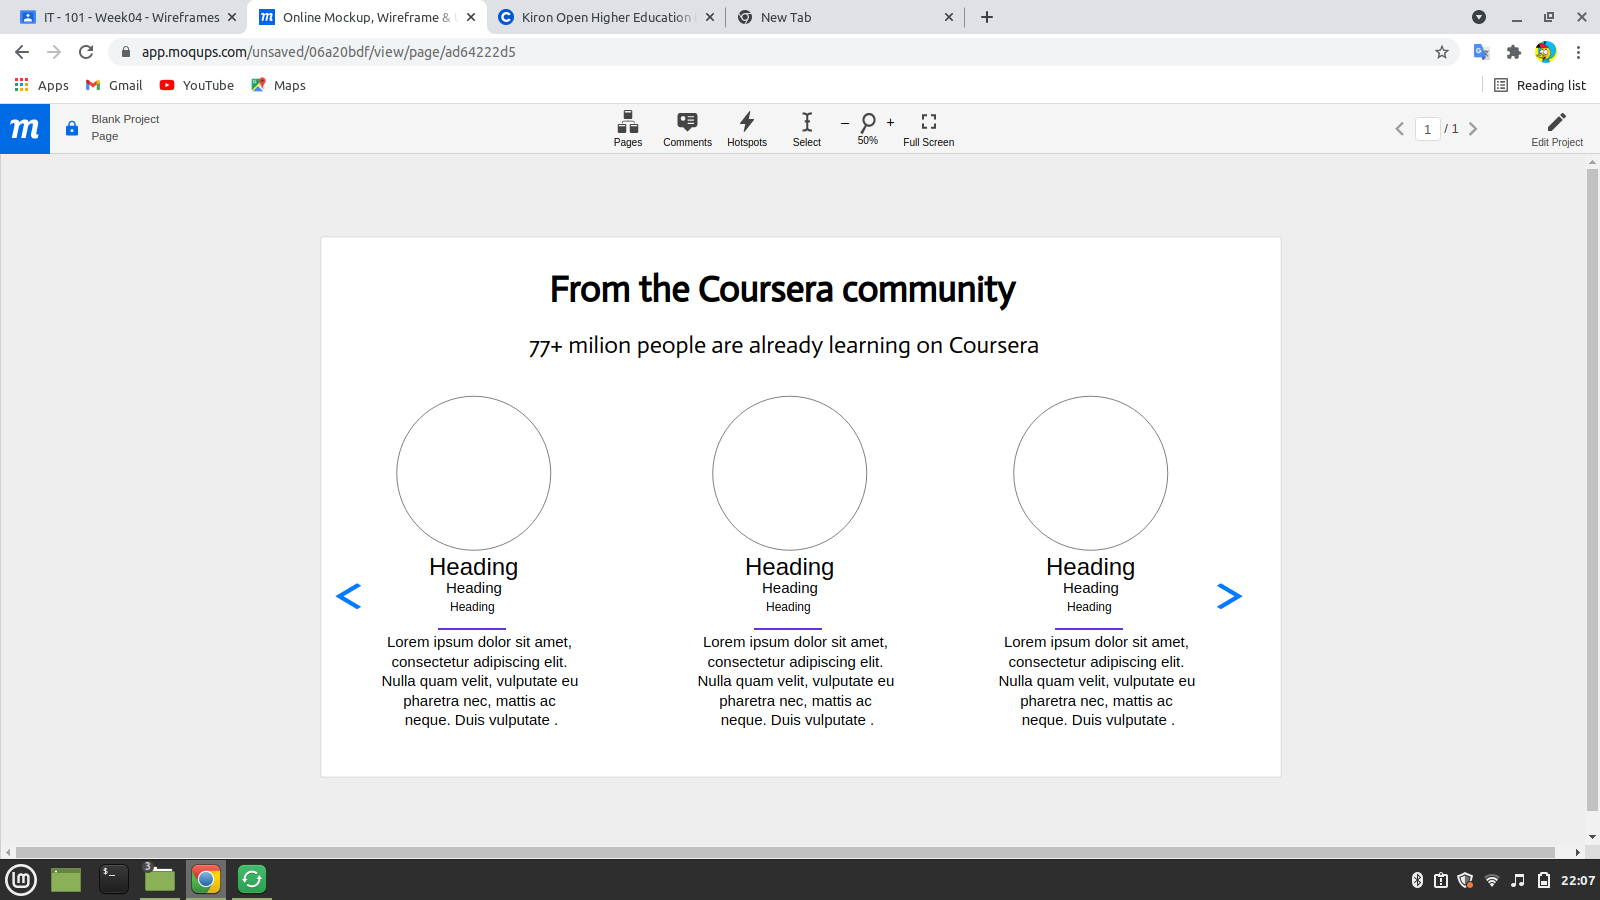 IT - 101 - Week04 - Wireframes
Online Mockup, Wireframe &
Kiron Open Higher Education
New Tab
app.moqups.com/unsaved/06a20bdf/view/page/ad64222d5
Apps
Gmail
YouTube
Maps
Reading list
m
Blank Project
Page
Pages
Comments
Hotspots
Select
− 50% +
Full Screen
1 / 1
Edit Project
From the Coursera community
77+ milion people are already learning on Coursera
Heading
Heading
Heading
Lorem ipsum dolor sit amet,
consectetur adipiscing elit.
Nulla quam velit, vulputate eu
pharetra nec, mattis ac
neque. Duis vulputate .
Heading
Heading
Heading
Lorem ipsum dolor sit amet,
consectetur adipiscing elit.
Nulla quam velit, vulputate eu
pharetra nec, mattis ac
neque. Duis vulputate .
Heading
Heading
Heading
Lorem ipsum dolor sit amet,
consectetur adipiscing elit.
Nulla quam velit, vulputate eu
pharetra nec, mattis ac
neque. Duis vulputate .
< >
$_
3
22:07